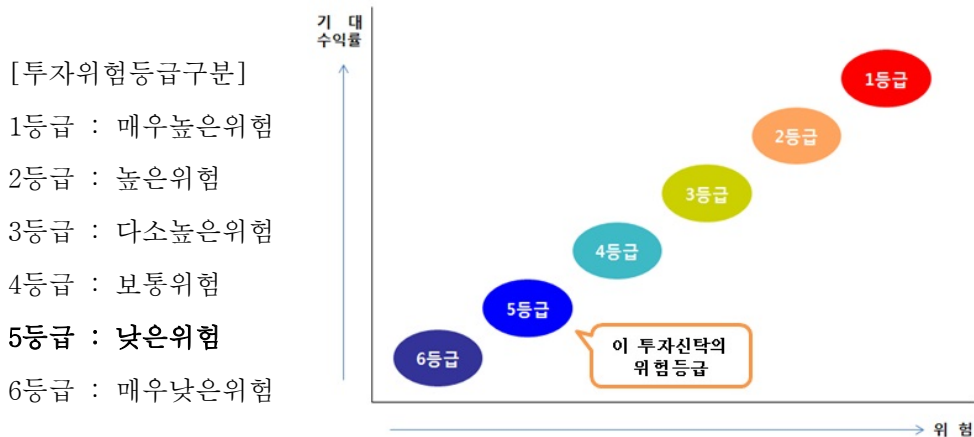 [투자위험등급구분]
1등급 : 매우높은위험
2등급 : 높은위험
3등급 : 다소높은위험
4등급 : 보통위험
5등급 : 낮은위험
6등급 : 매우낮은위험
기 대
수익률
1등급
2등급
3등급
4등급
5등급
6등급
이 투자신탁의
위험등급
위 험